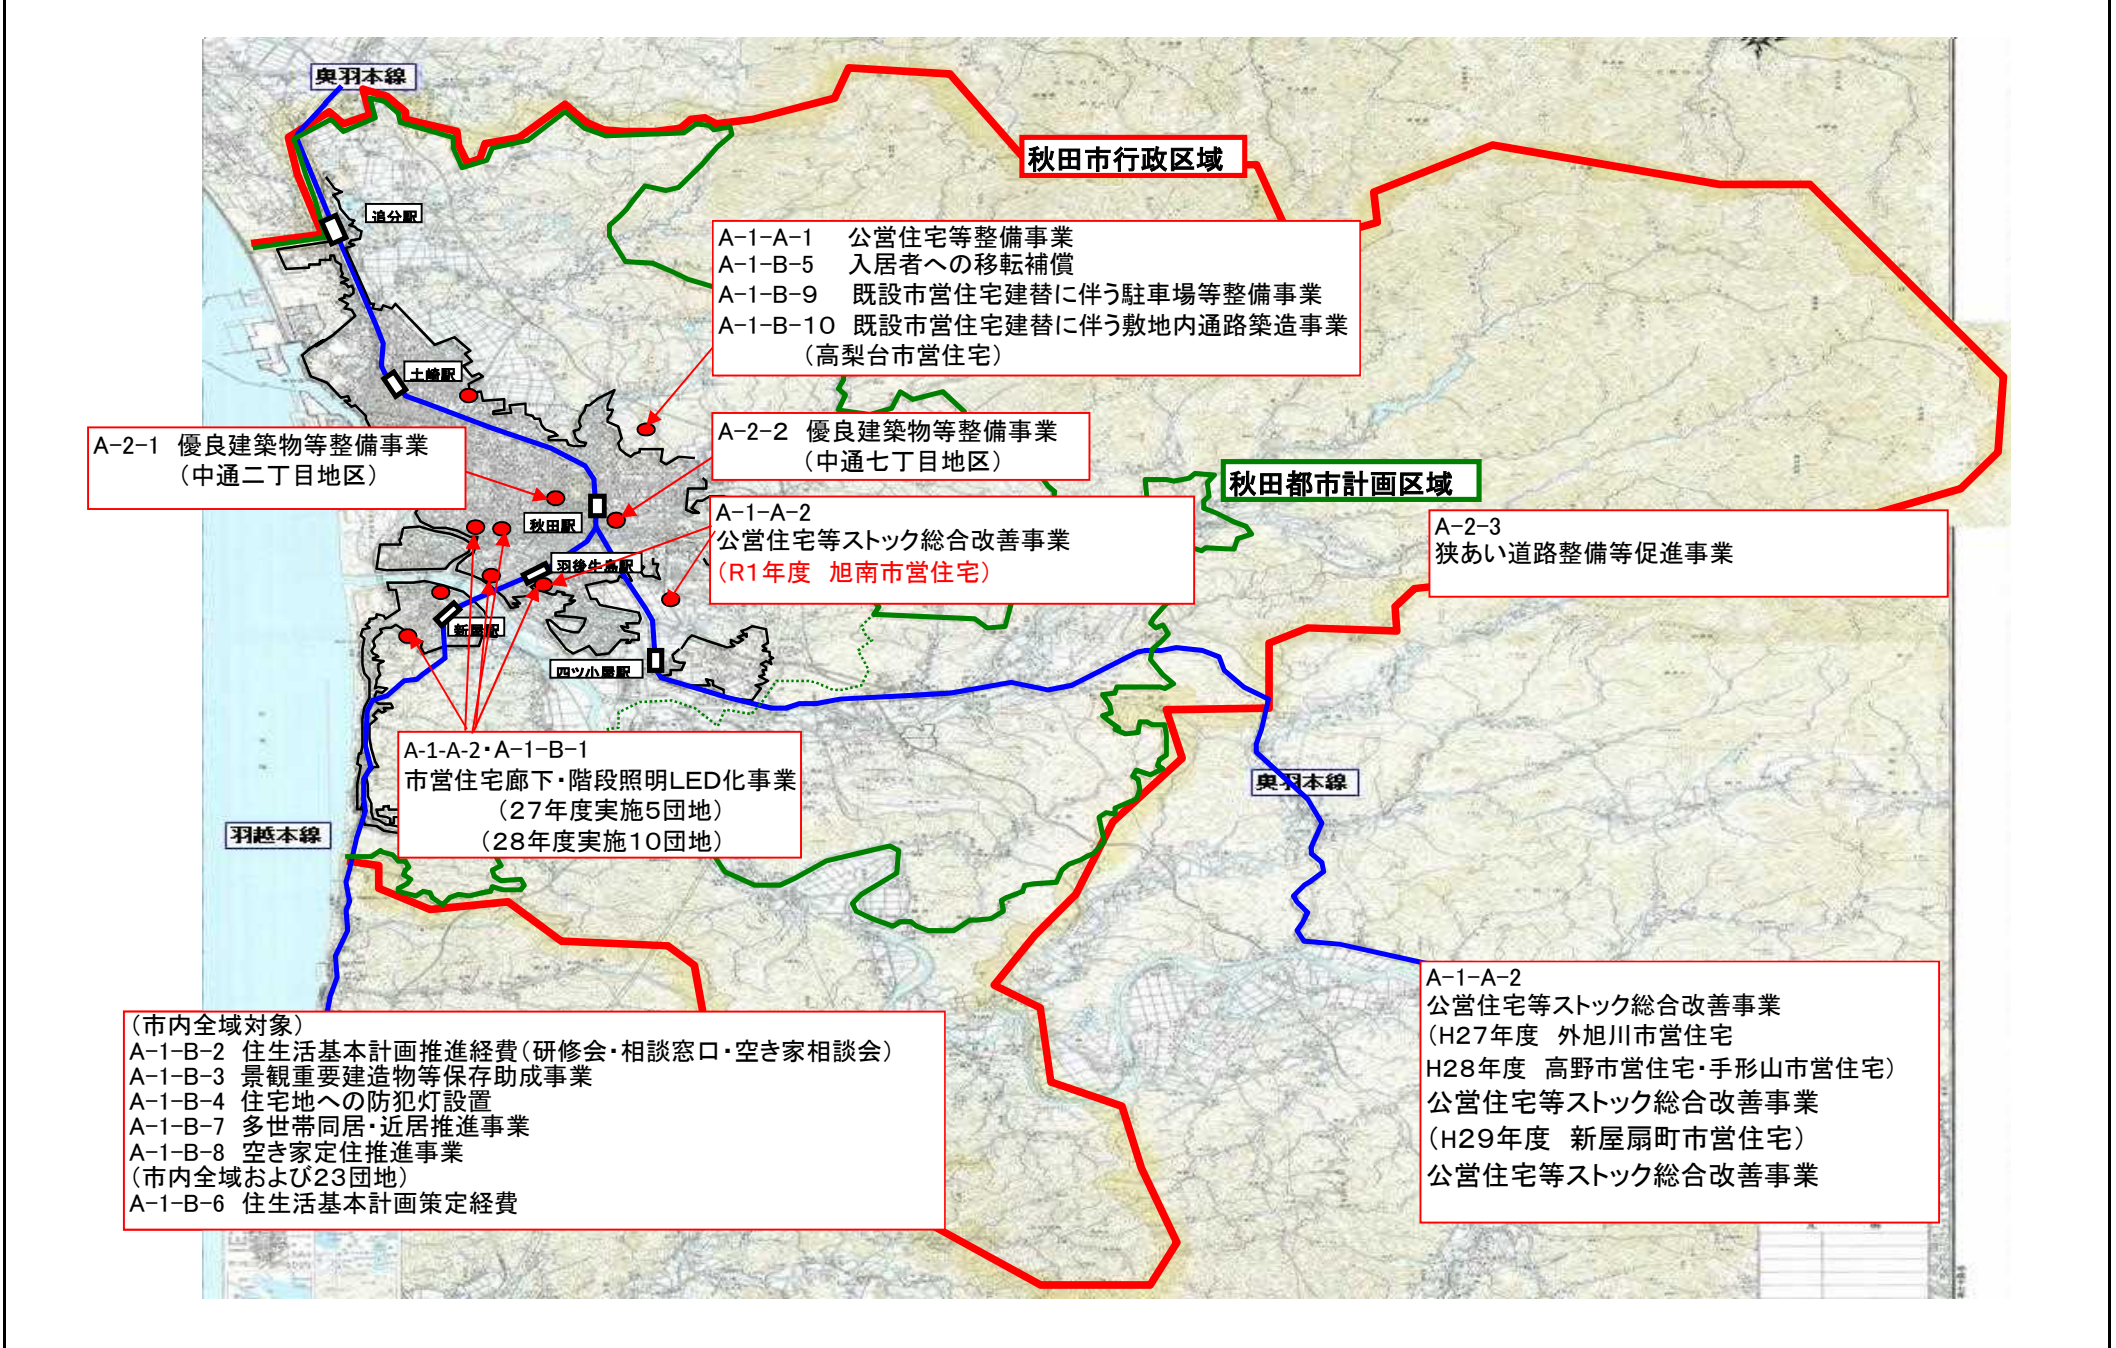 奥羽本線
秋田市行政区域
追分駅
A-1-A-1　公営住宅等整備事業
A-1-B-5　入居者への移転補償
A-1-B-9　既設市営住宅建替に伴う駐車場等整備事業
A-1-B-10　既設市営住宅建替に伴う敷地内通路築造事業
（高梨台市営住宅）
土崎駅
A-2-1　優良建築物等整備事業
（中通二丁目地区）
A-2-2　優良建築物等整備事業
（中通七丁目地区）
秋田都市計画区域
秋田駅
A-1-A-2
公営住宅等ストック総合改善事業
（R1年度　旭南市営住宅）
A-2-3
狭あい道路整備等促進事業
羽後牛島駅
新屋駅
四ツ小屋駅
A-1-A-2・A-1-B-1
市営住宅廊下・階段照明LED化事業
（27年度実施5団地）
（28年度実施10団地）
奥羽本線
羽越本線
（市内全域対象）
A-1-B-2　住生活基本計画推進経費（研修会・相談窓口・空き家相談会）
A-1-B-3　景観重要建造物等保存助成事業
A-1-B-4　住宅地への防犯灯設置
A-1-B-7　多世帯同居・近居推進事業
A-1-B-8　空き家定住推進事業
（市内全域および23団地）
A-1-B-6　住生活基本計画策定経費
A-1-A-2
公営住宅等ストック総合改善事業
（H27年度　外旭川市営住宅
H28年度　高野市営住宅・手形山市営住宅）
公営住宅等ストック総合改善事業
（H29年度　新屋扇町市営住宅）
公営住宅等ストック総合改善事業